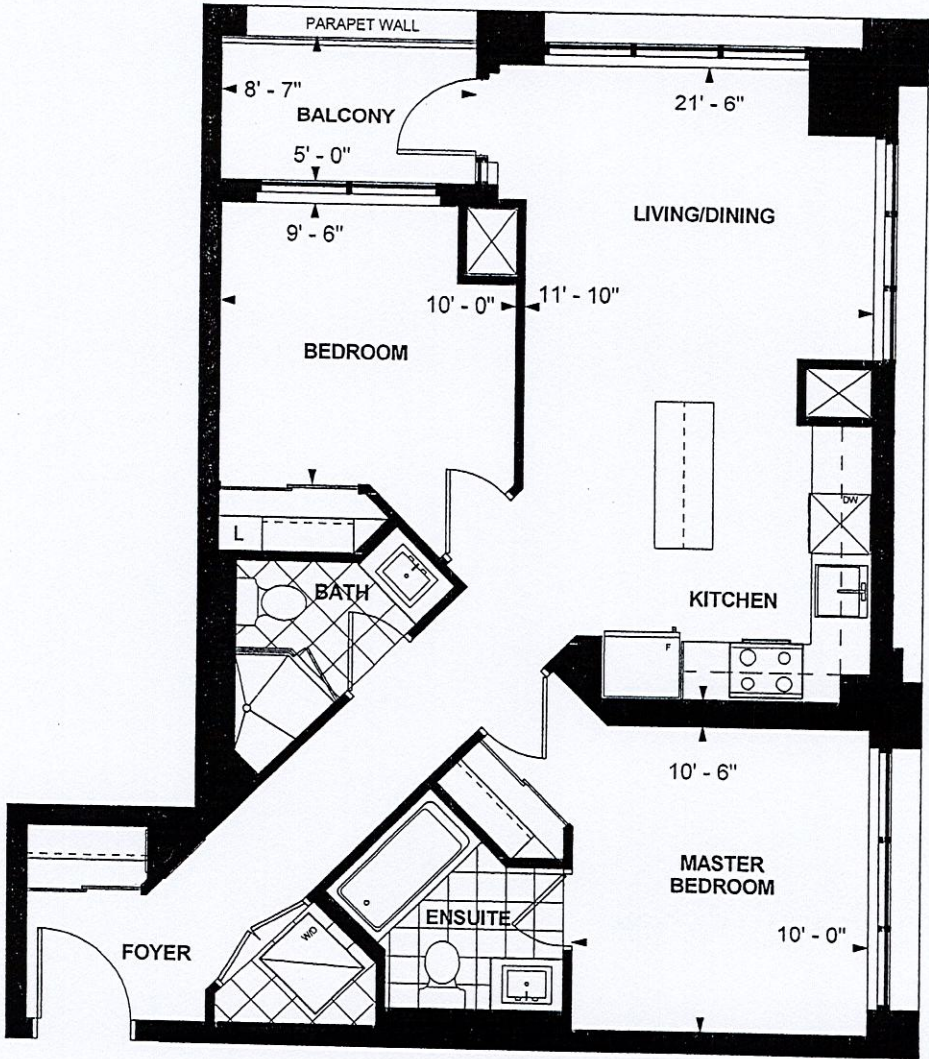 PARAPET WALL
8' - 7"
BALCONY
21' - 6"
5' - 0"
LIVING/DINING
9' - 6"
10' - 0"
11' - 10"
BEDROOM
DW
L
BATH
KITCHEN
F
10' - 6"
MASTER
BEDROOM
ENSUITE
W/D
10' - 0"
FOYER